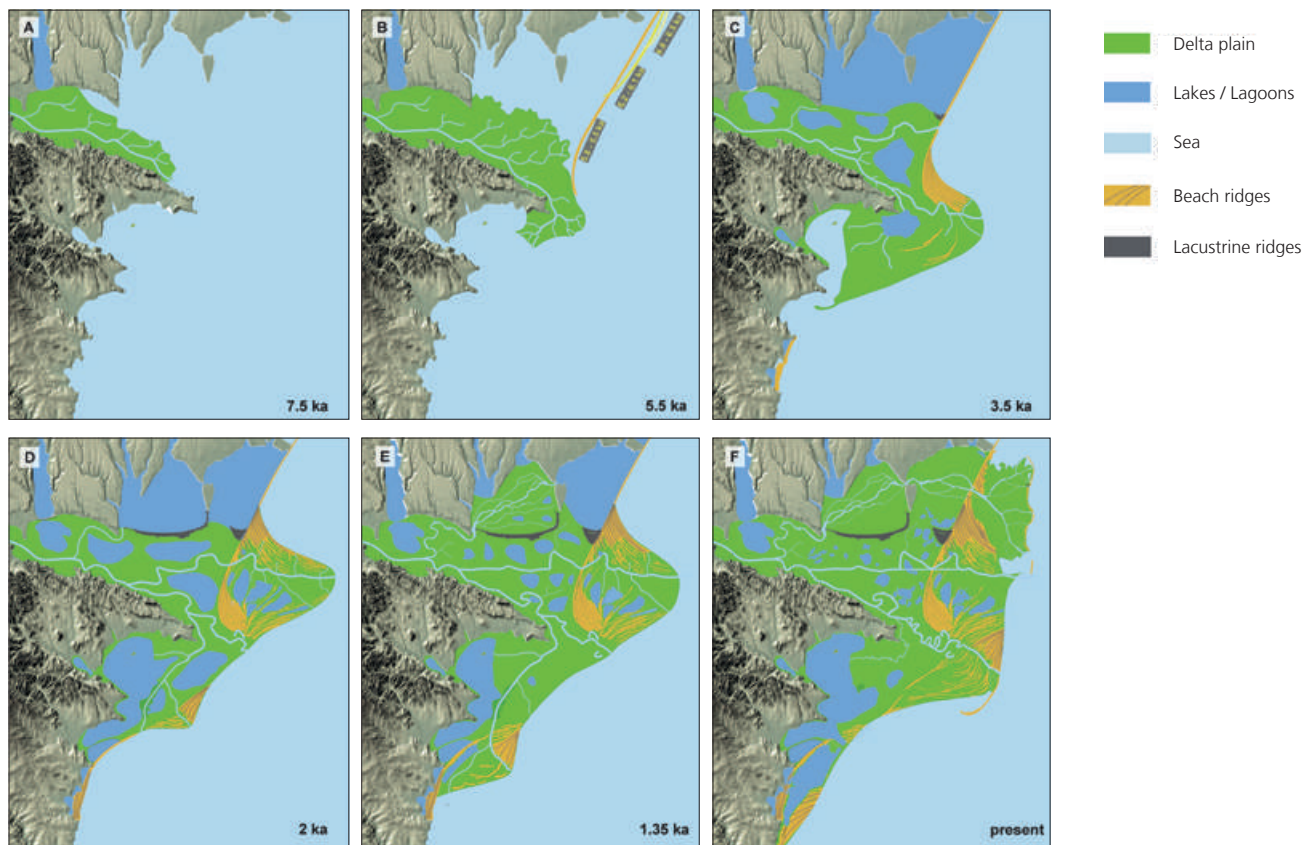 A
7.5 ka
B
5.5 ka
C
3.5 ka
Delta plain
Lakes / Lagoons
Sea
Beach ridges
Lacustrine ridges
D
2 ka
E
1.35 ka
F
present